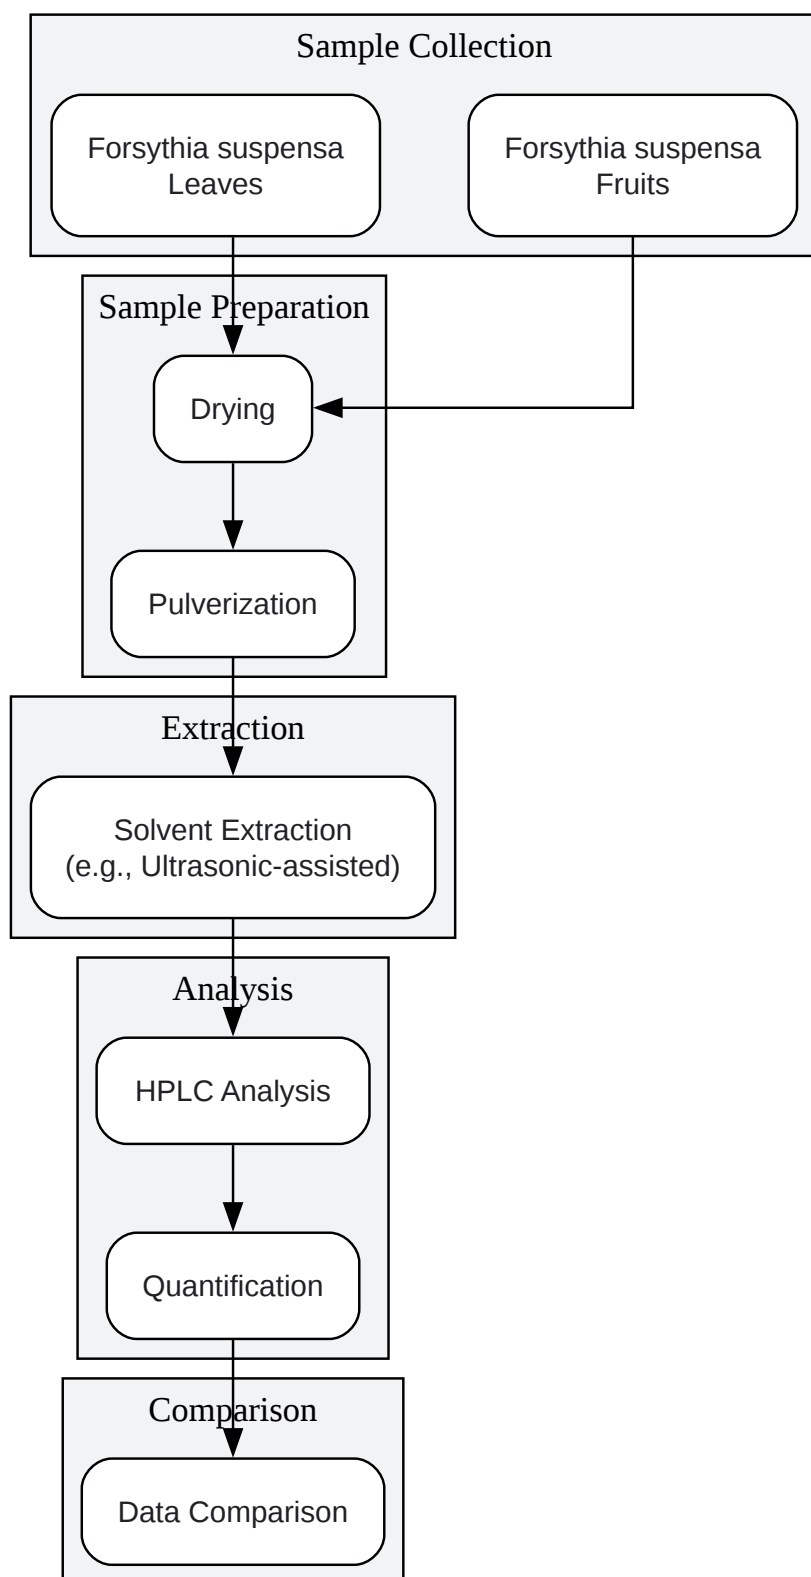 Sample Collection
Forsythia suspensa
Leaves
Forsythia suspensa
Fruits
Sample Preparation
Drying
Pulverization
Extraction
Solvent Extraction
(e.g., Ultrasonic-assisted)
Analysis
HPLC Analysis
Quantification
Comparison
Data Comparison